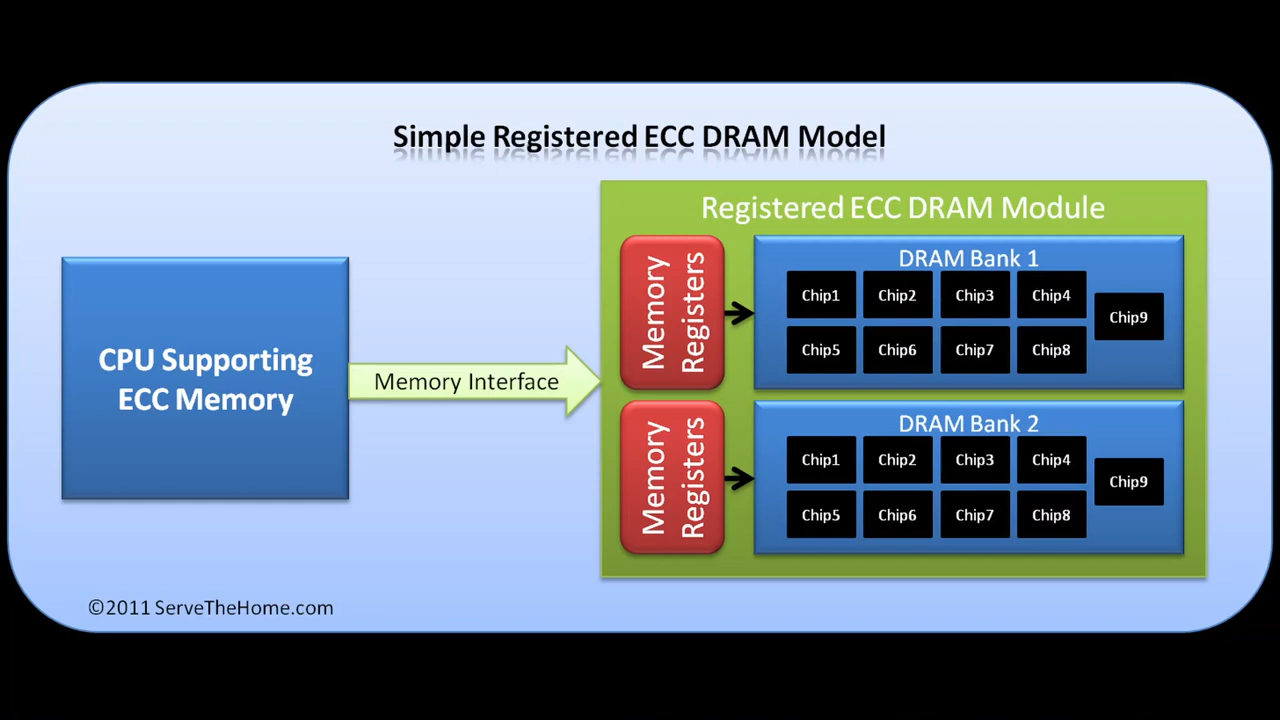 Simple Registered ECC DRAM Model
Registered ECC DRAM Module
CPU Supporting
ECC Memory
Memory Interface
Memory
Registers
DRAM Bank 1
Chip1 Chip2 Chip3 Chip4
Chip9
Chip5 Chip6 Chip7 Chip8
Memory
Registers
DRAM Bank 2
Chip1 Chip2 Chip3 Chip4
Chip9
Chip5 Chip6 Chip7 Chip8
©2011 ServeTheHome.com